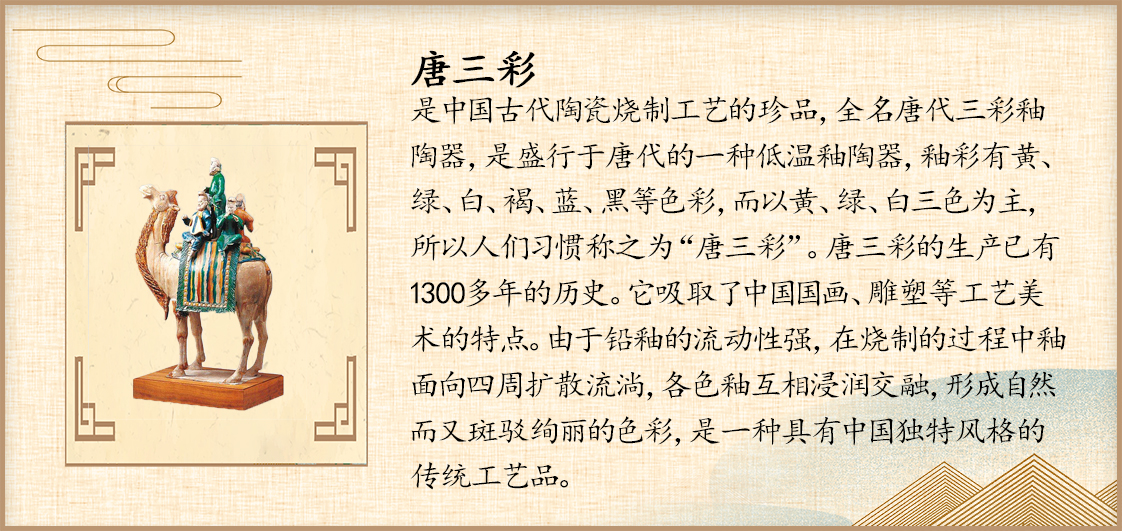 唐三彩
是中国古代陶瓷烧制工艺的珍品，全名唐代三彩釉
陶器，是盛行于唐代的一种低温釉陶器，釉彩有黄、
绿、白、褐、蓝、黑等色彩，而以黄、绿、白三色为主，
所以人们习惯称之为“唐三彩”。唐三彩的生产已有
1300多年的历史。它吸取了中国国画、雕塑等工艺美
术的特点。由于铅釉的流动性强，在烧制的过程中釉
面向四周扩散流淌，各色釉互相浸润交融，形成自然
而又斑驳绚丽的色彩，是一种具有中国独特风格的
传统工艺品。